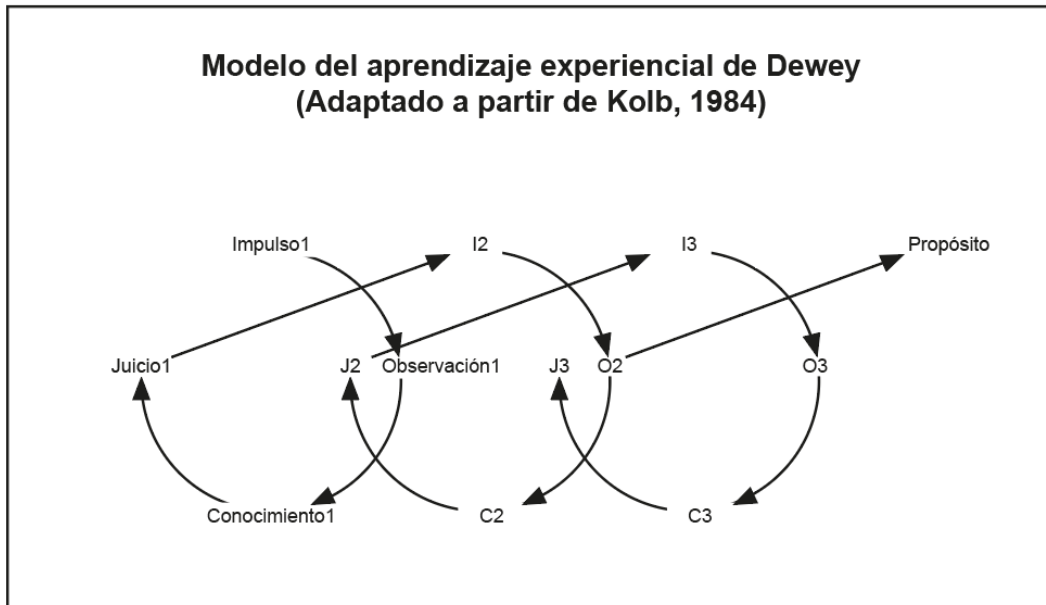 Modelo del aprendizaje experiencial de Dewey
(Adaptado a partir de Kolb, 1984)
Impulso1 I2 I3 Propósito
Juicio1 J2 Observación1 J3 O2 O3
Conocimiento1 C2 C3